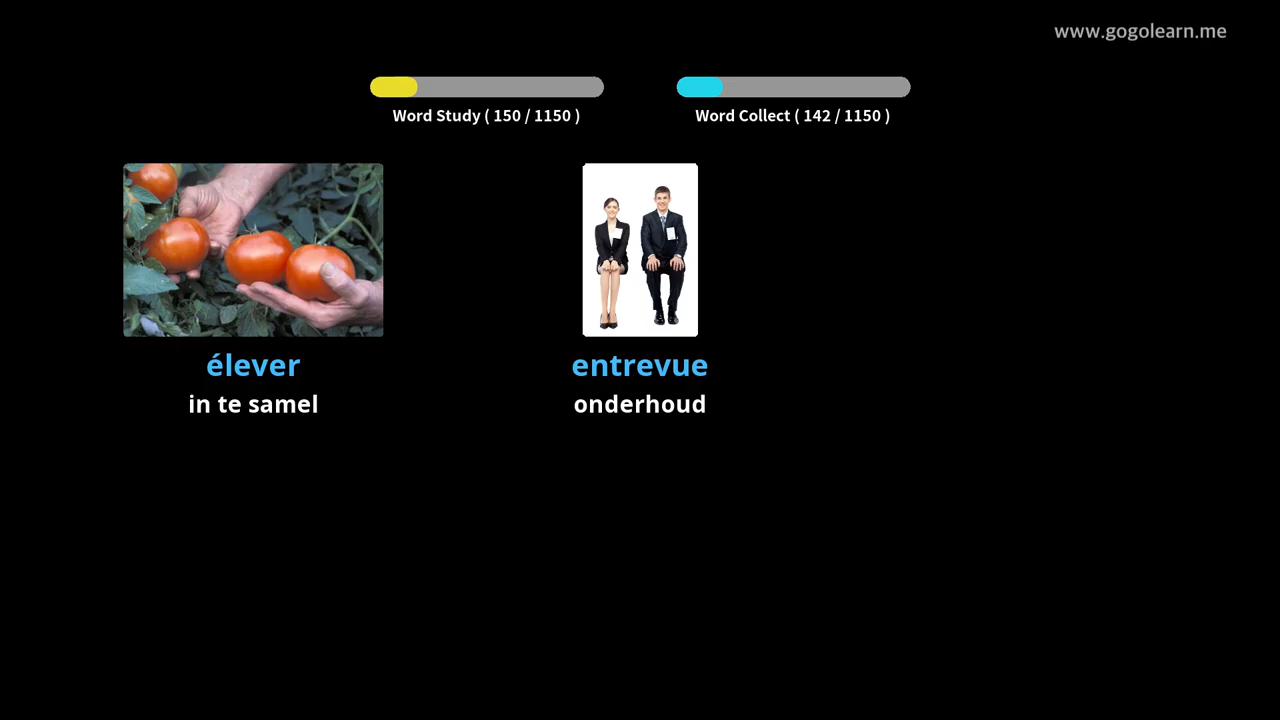 www.gogolearn.me
Word Study ( 150 / 1150 )
Word Collect ( 142 / 1150 )
élever
in te samel
entrevue
onderhoud